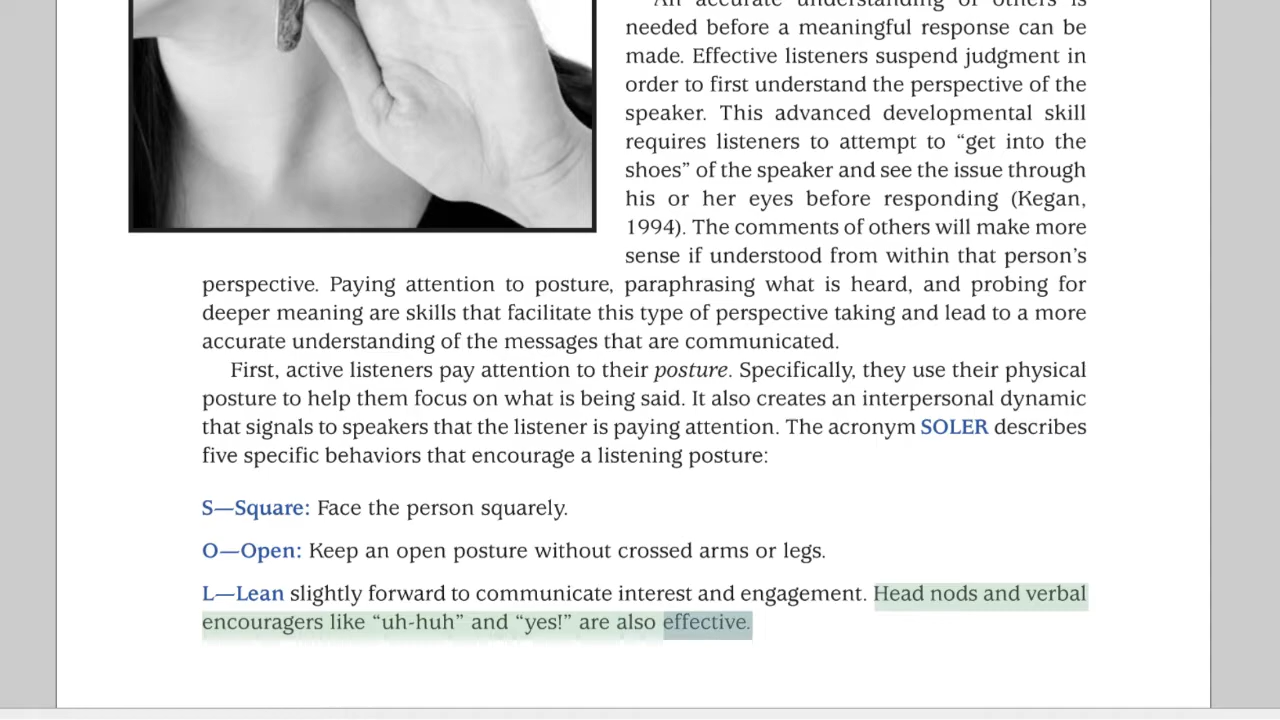 An accurate understanding of others is
needed before a meaningful response can be
made. Effective listeners suspend judgment in
order to first understand the perspective of the
speaker. This advanced developmental skill
requires listeners to attempt to “get into the
shoes” of the speaker and see the issue through
his or her eyes before responding (Kegan,
1994). The comments of others will make more
sense if understood from within that person’s
perspective. Paying attention to posture, paraphrasing what is heard, and probing for
deeper meaning are skills that facilitate this type of perspective taking and lead to a more
accurate understanding of the messages that are communicated.
First, active listeners pay attention to their posture. Specifically, they use their physical
posture to help them focus on what is being said. It also creates an interpersonal dynamic
that signals to speakers that the listener is paying attention. The acronym SOLER describes
five specific behaviors that encourage a listening posture:
S—Square: Face the person squarely.
O—Open: Keep an open posture without crossed arms or legs.
L—Lean slightly forward to communicate interest and engagement. Head nods and verbal
encouragers like “uh-huh” and “yes!” are also effective.